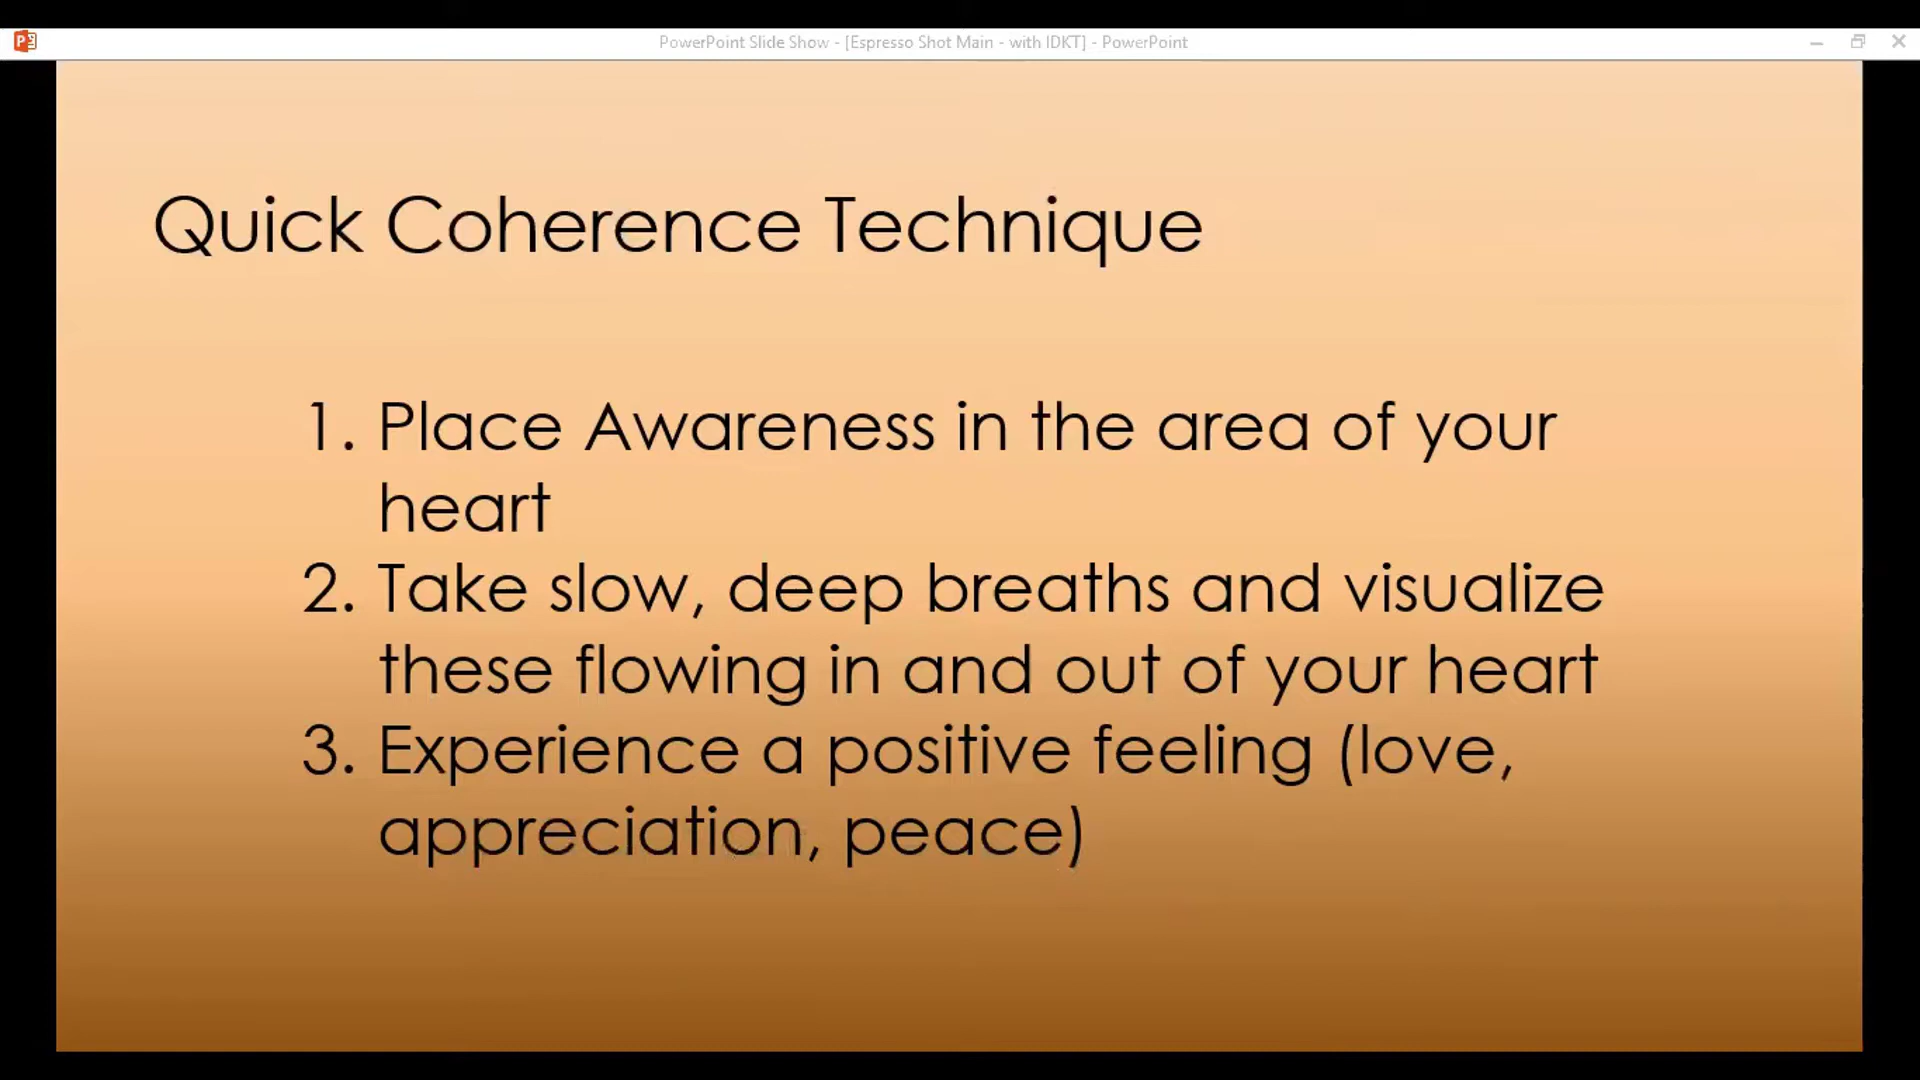 PowerPoint Slide Show - [Espresso Shot Main - with IDKT] - PowerPoint
Quick Coherence Technique
1. Place Awareness in the area of your
heart
2. Take slow, deep breaths and visualize
these flowing in and out of your heart
3. Experience a positive feeling (love,
appreciation, peace)